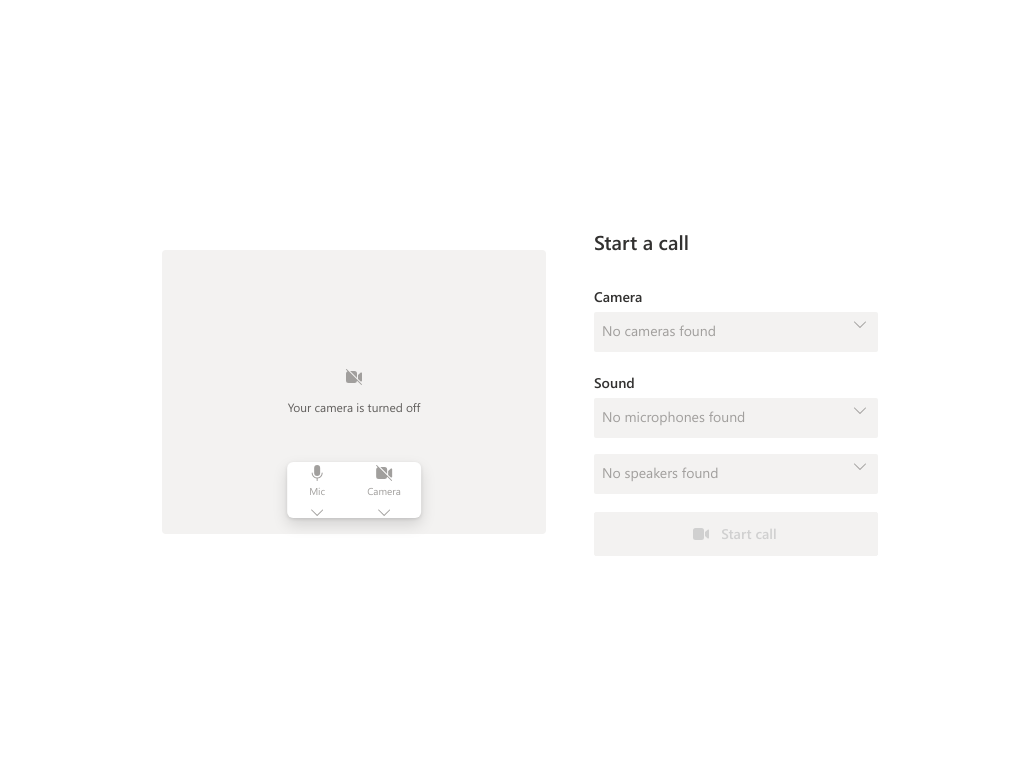 Start a call
Your camera is turned off
Mic
Camera
Camera
No cameras found
Sound
No microphones found
No speakers found
Start call